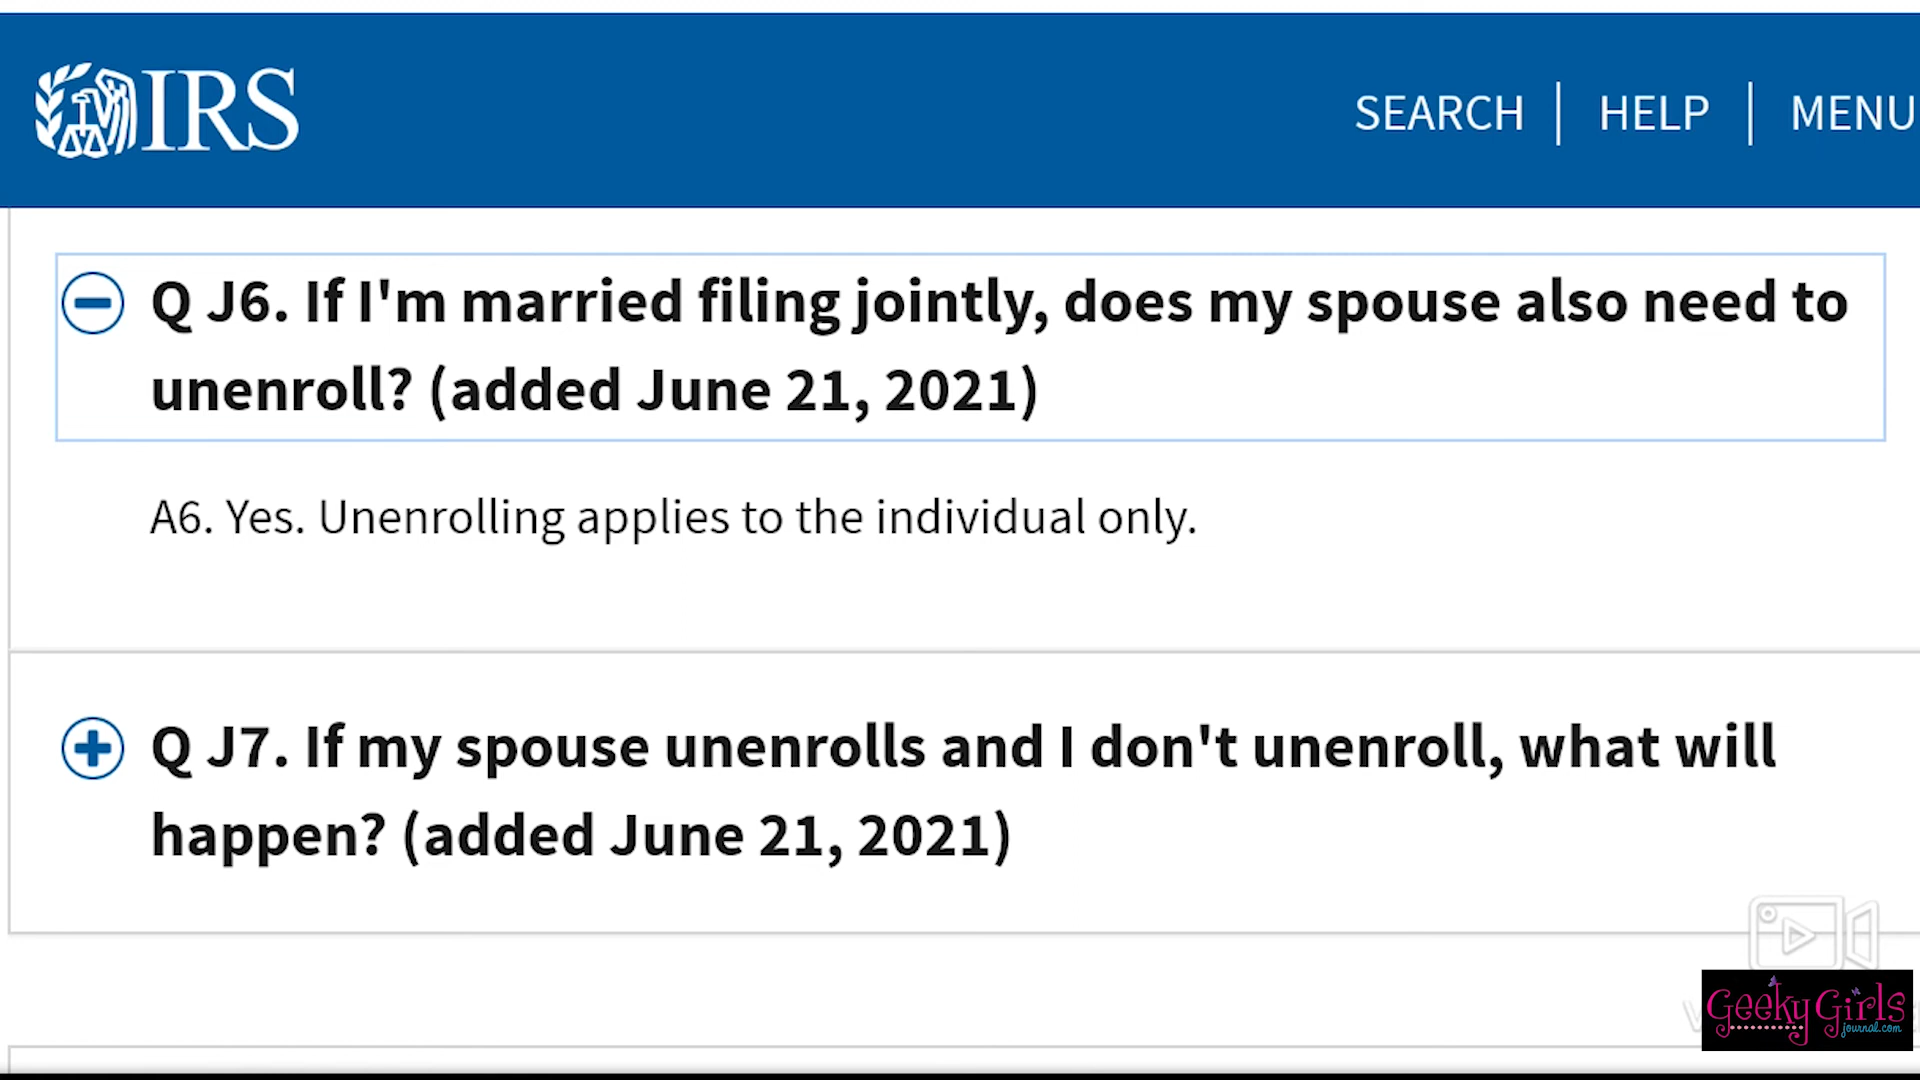 IRS
SEARCH | HELP | MENU
Q J6. If I'm married filing jointly, does my spouse also need to
unenroll? (added June 21, 2021)
A6. Yes. Unenrolling applies to the individual only.
Q J7. If my spouse unenrolls and I don't unenroll, what will
happen? (added June 21, 2021)
Geeky Girls
journal.com